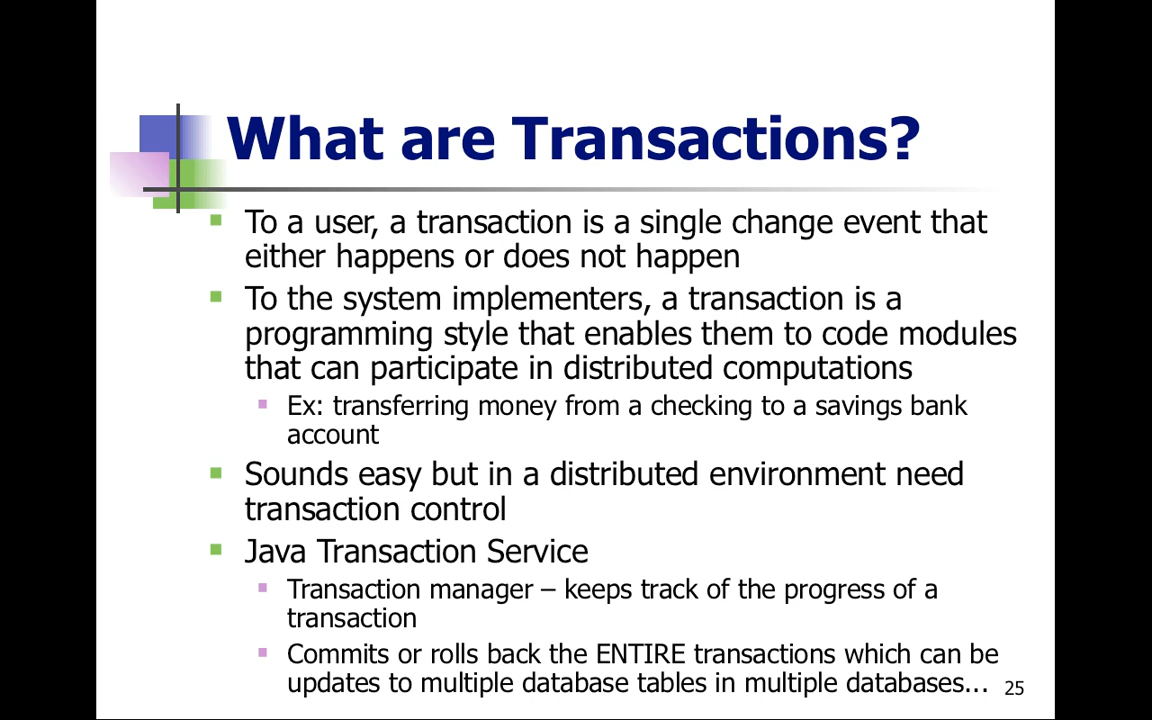 What are Transactions?
To a user, a transaction is a single change event that
either happens or does not happen
To the system implementers, a transaction is a
programming style that enables them to code modules
that can participate in distributed computations
Ex: transferring money from a checking to a savings bank
account
Sounds easy but in a distributed environment need
transaction control
Java Transaction Service
Transaction manager – keeps track of the progress of a
transaction
Commits or rolls back the ENTIRE transactions which can be
updates to multiple database tables in multiple databases...
25